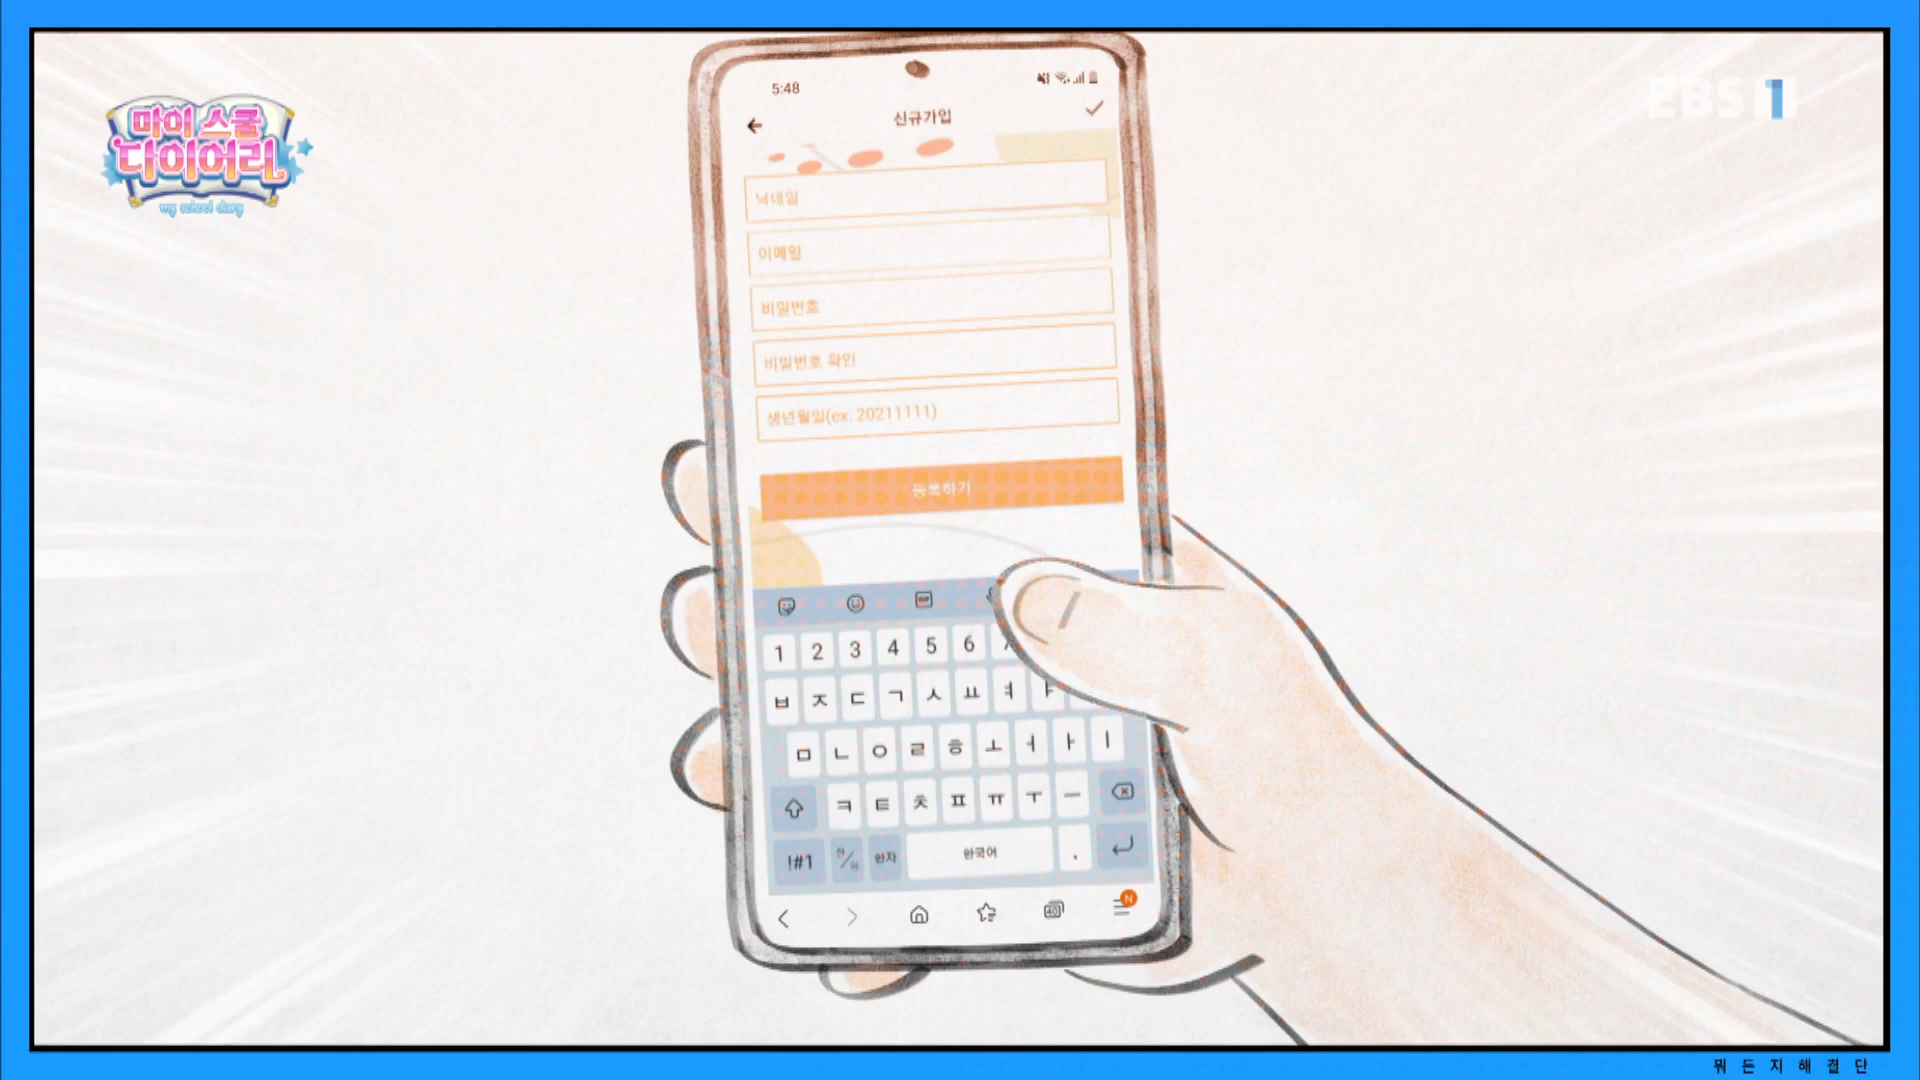 마이 스쿨
다이어리
my school diary
EBS 1
5:48
신규가입
닉네임
이메일
비밀번호
비밀번호 확인
생년월일(ex: 20211111)
등록하기
1 2 3 4 5 6
ㅂ ㅈ ㄷ ㄱ ㅅ ㅛ ㅕ ㅑ
ㅁ ㄴ ㅇ ㄹ ㅎ ㅗ ㅓ ㅏ ㅣ
ㅋ ㅌ ㅊ ㅍ ㅠ ㅜ ㅡ
!#1 한/영 한자 한국어 .
40 N
뭐든지해결단